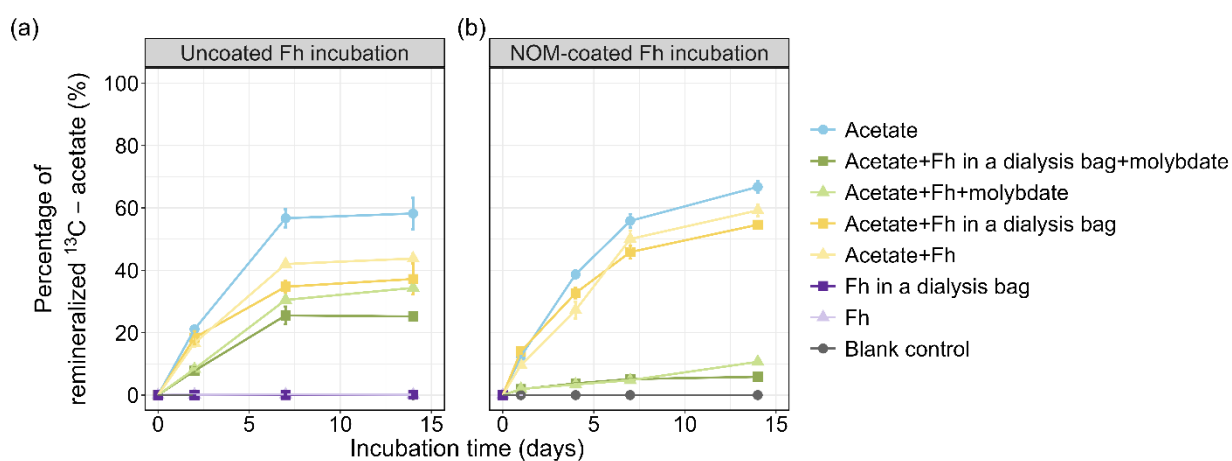 (a)
Uncoated Fh incubation
(b)
NOM-coated Fh incubation
Percentage of
remineralized ¹³C – acetate (%)
100
80
60
40
20
0
0 5 10 15
0 5 10 15
Incubation time (days)
Acetate
Acetate+Fh in a dialysis bag+molybdate
Acetate+Fh+molybdate
Acetate+Fh in a dialysis bag
Acetate+Fh
Fh in a dialysis bag
Fh
Blank control